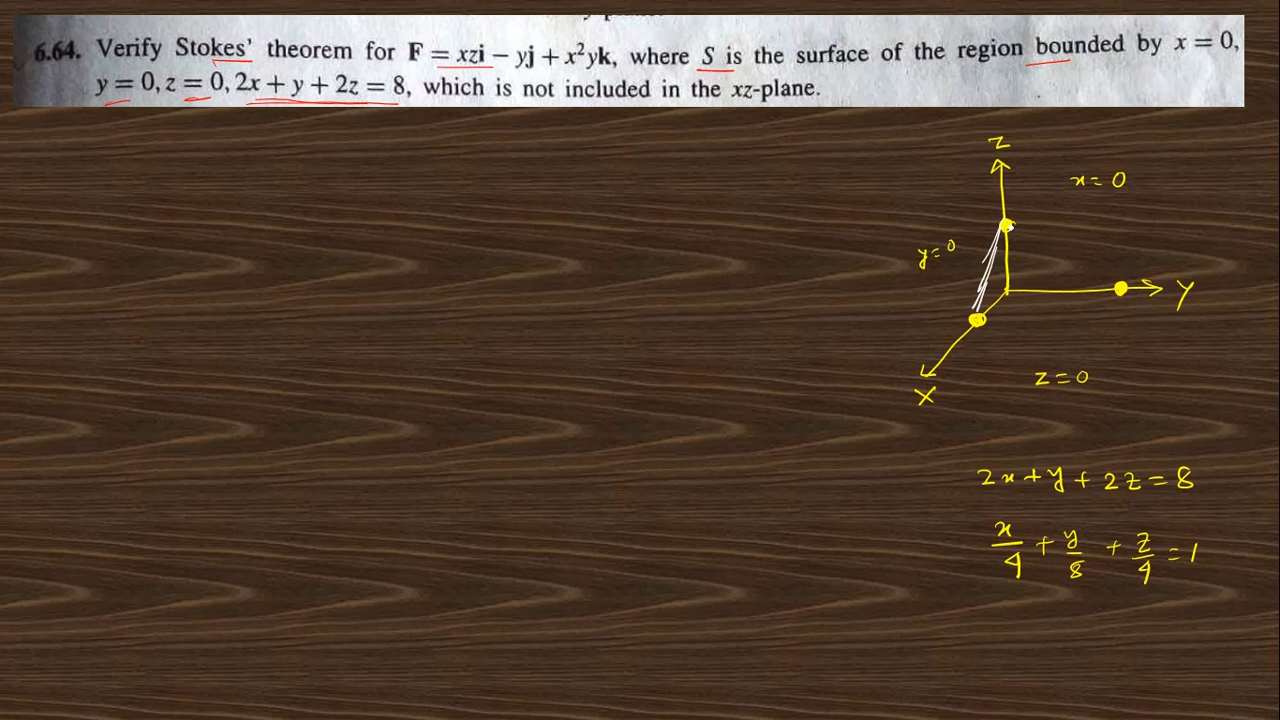 6.64. Verify Stokes' theorem for F = xzi − yj + x²yk, where S is the surface of the region bounded by x = 0,
y = 0, z = 0, 2x + y + 2z = 8, which is not included in the xz-plane.
z
x = 0
y = 0
Y
z = 0
X
2x + y + 2z = 8
x/4 + y/8 + z/4 = 1